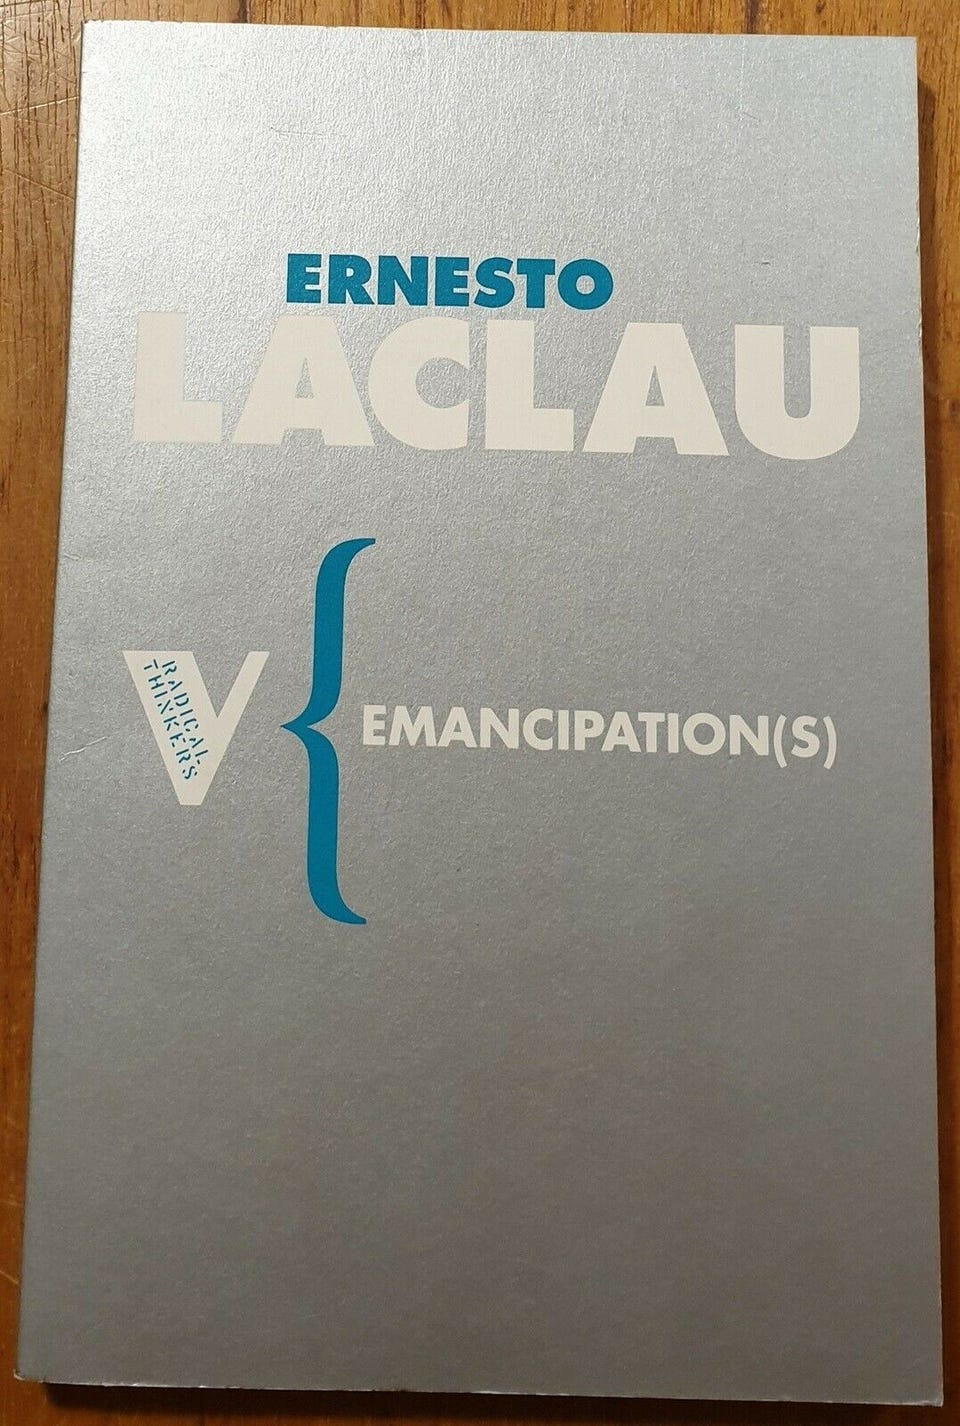 ERNESTO
LACLAU
V
RADICAL
THINKERS
EMANCIPATION(S)